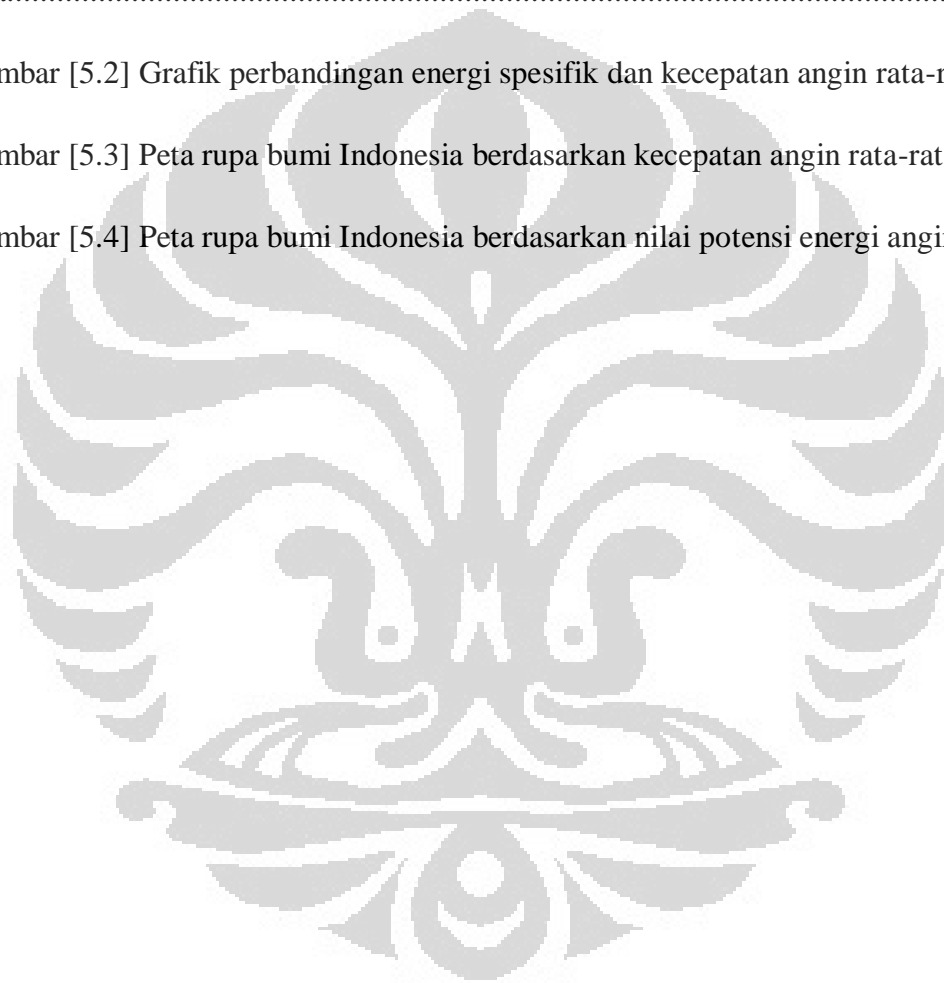 mbar [5.2] Grafik perbandingan energi spesifik dan kecepatan angin rata-r
mbar [5.3] Peta rupa bumi Indonesia berdasarkan kecepatan angin rata-rat
mbar [5.4] Peta rupa bumi Indonesia berdasarkan nilai potensi energi angi